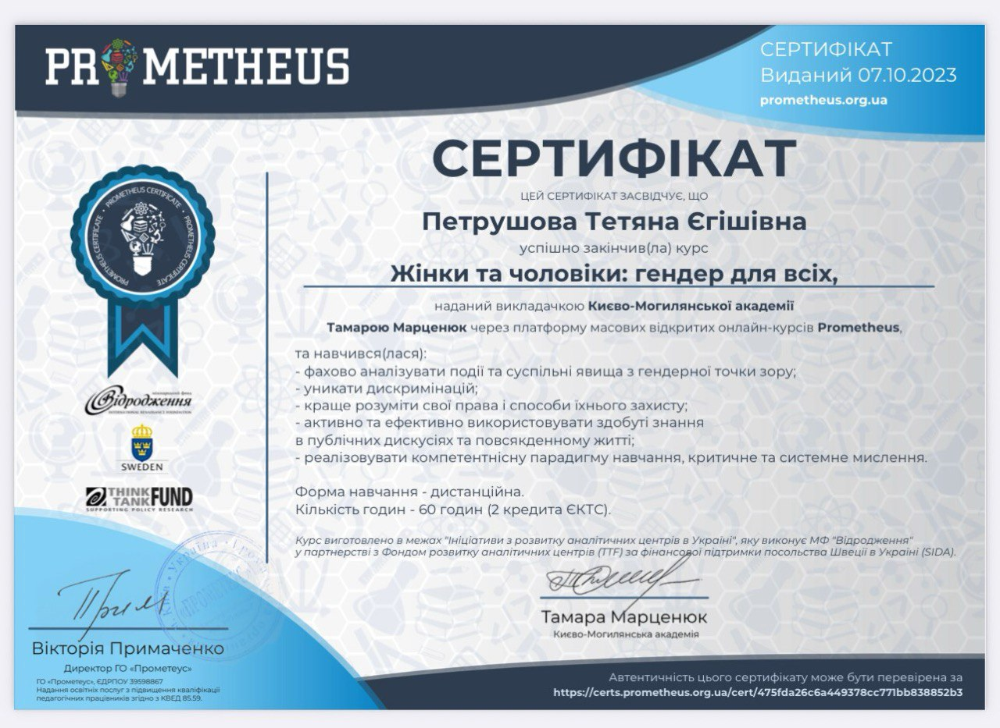 PROMETHEUS
СЕРТИФІКАТ
Виданий 07.10.2023
prometheus.org.ua
СЕРТИФІКАТ
ЦЕЙ СЕРТИФІКАТ ЗАСВІДЧУЄ, ЩО
Петрушова Тетяна Єгішівна
успішно закінчив(ла) курс
Жінки та чоловіки: гендер для всіх,
наданий викладачкою Києво-Могилянської академії
Тамарою Марценюк через платформу масових відкритих онлайн-курсів Prometheus,
та навчився(лася):
- фахово аналізувати події та суспільні явища з гендерної точки зору;
- уникати дискримінацій;
- краще розуміти свої права і способи їхнього захисту;
- активно та ефективно використовувати здобуті знання
в публічних дискусіях та повсякденному житті;
- реалізовувати компетентнісну парадигму навчання, критичне та системне мислення.
Форма навчання - дистанційна.
Кількість годин - 60 годин (2 кредита ЄКТС).
Курс виготовлено в межах "Ініціативи з розвитку аналітичних центрів в Україні", яку виконує МФ "Відродження"
у партнерстві з Фондом розвитку аналітичних центрів (TTF) за фінансової підтримки посольства Швеції в Україні (SIDA).
PROMETHEUS CERTIFICATE • PROMETHEUS CERTIFICATE • PROMETHEUS CERTIFICATE •
міжнародний фонд
Відродження
INTERNATIONAL RENAISSANCE FOUNDATION
SWEDEN
THINK
TANK FUND
SUPPORTING POLICY RESEARCH
Вікторія Примаченко
Директор ГО «Прометеус»
ГО «Прометеус», ЄДРПОУ 39598867
Надання освітніх послуг з підвищення кваліфікації
педагогічних працівників згідно з КВЕД 85.59.
Тамара Марценюк
Києво-Могилянська академія
Автентичність цього сертифікату може бути перевірена за
https://certs.prometheus.org.ua/cert/475fda26c6a449378cc771bb838852b3